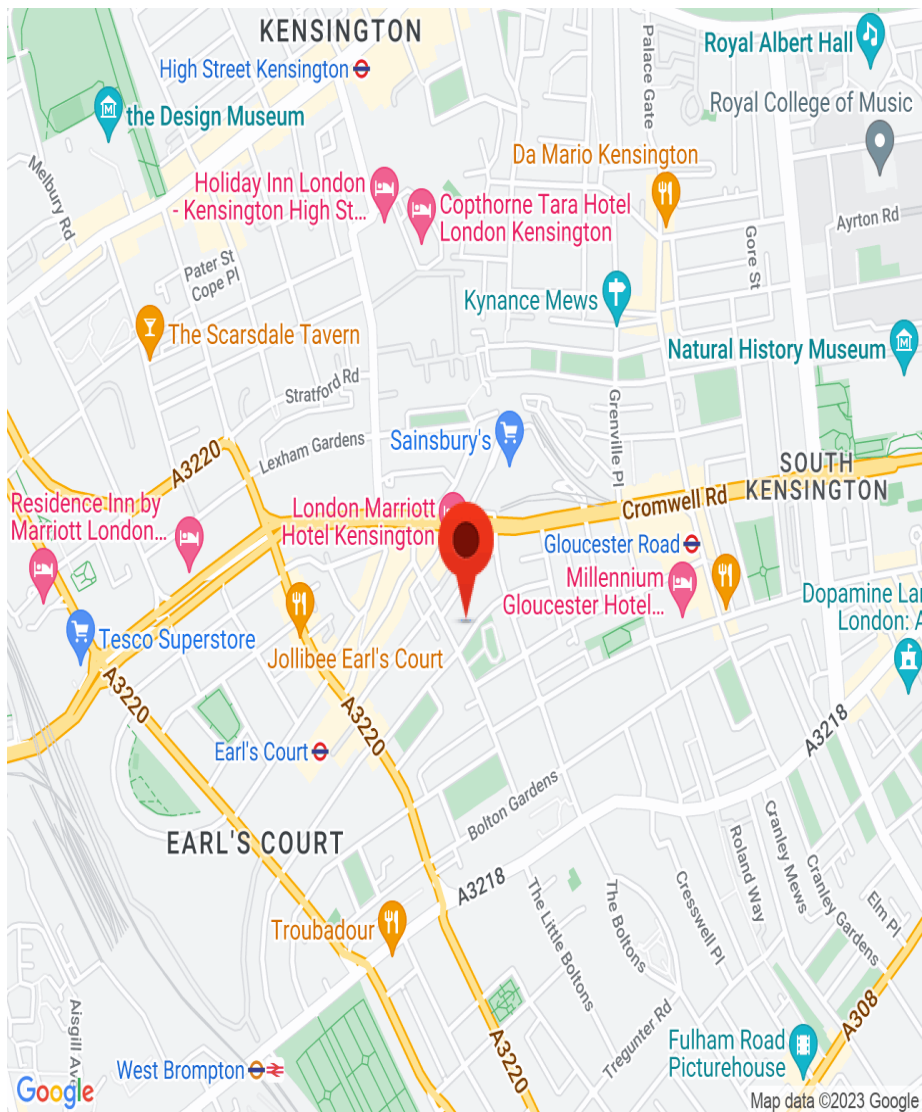 KENSINGTON
High Street Kensington
the Design Museum
Melbury Rd
Palace Gate
Royal Albert Hall
Royal College of Music
Da Mario Kensington
Holiday Inn London
- Kensington High St...
Copthorne Tara Hotel
London Kensington
Ayrton Rd
Gore St
Pater St
Cope Pl
Kynance Mews
The Scarsdale Tavern
Natural History Museum
Stratford Rd
Grenville Pl
Lexham Gardens
Sainsbury's
A3220
SOUTH
KENSINGTON
Residence Inn by
Marriott London...
London Marriott
Hotel Kensington
Cromwell Rd
Gloucester Road
Millennium
Gloucester Hotel...
Dopamine Lan
London: A
Tesco Superstore
Jollibee Earl's Court
A3220
A3220
Earl's Court
A3218
Bolton Gardens
EARL'S COURT
A3218
Troubadour
The Little Boltons
The Boltons
Cresswell Pl
Roland Way
Cranley Mews
Cranley Gardens
Elm Pl
Aisgill Ave
Tregunter Rd
A308
Fulham Road
Picturehouse
A3220
West Brompton
Google
Map data ©2023 Google